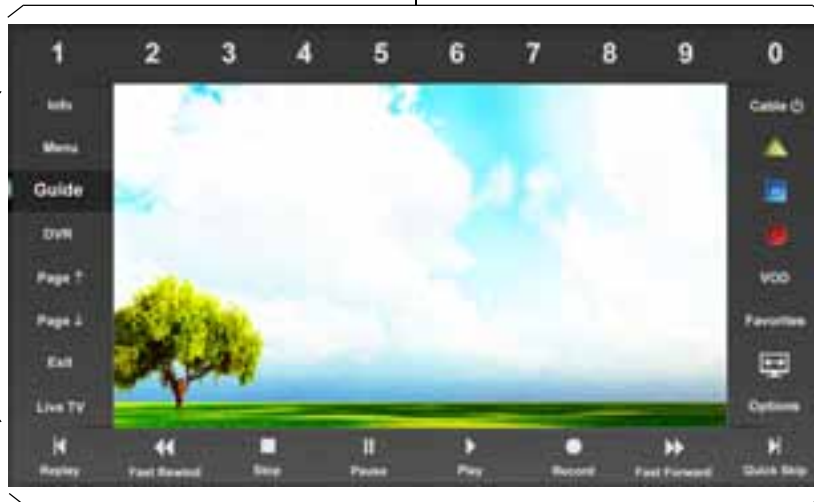 1 2 3 4 5 6 7 8 9 0
Info
Menu
Guide
DVR
Page ↑
Page ↓
Exit
Live TV
Cable
VOD
Favorites
Options
Replay Fast Rewind Stop Pause Play Record Fast Forward Quick Skip